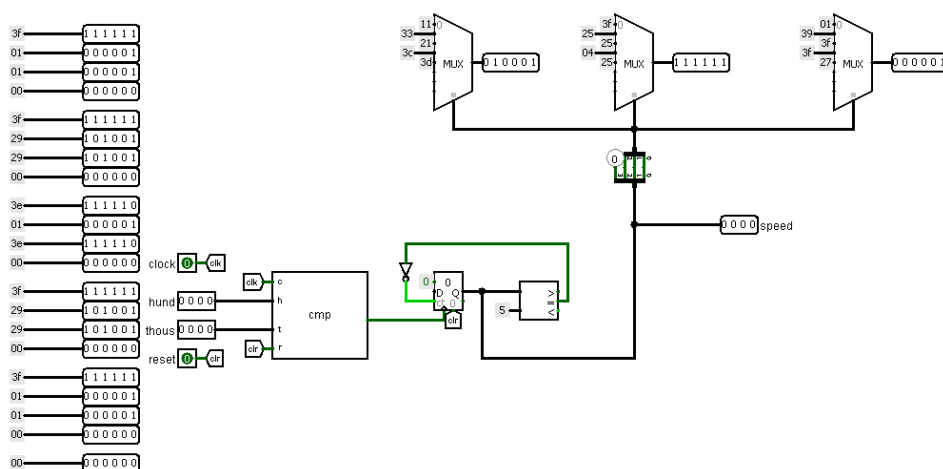 3f 111111
01 000001
01 000001
00 000000
3f 111111
29 101001
29 101001
00 000000
3e 111110
01 000001
3e 111110
00 000000
3f 111111
29 101001
29 101001
00 000000
3f 111111
01 000001
01 000001
00 000000
00 000000
11 0
33
21
3c
3d
MUX
010001
3f 0
25
25
04
25
MUX
111111
01 0
39
3f
3f
27
MUX
000001
0
0000 speed
clock 0 clk
hund 0000
thous 0000
reset 0 clr
clk c
h
cmp
t
clr r
0 0
D Q
clr
5
>
=
<